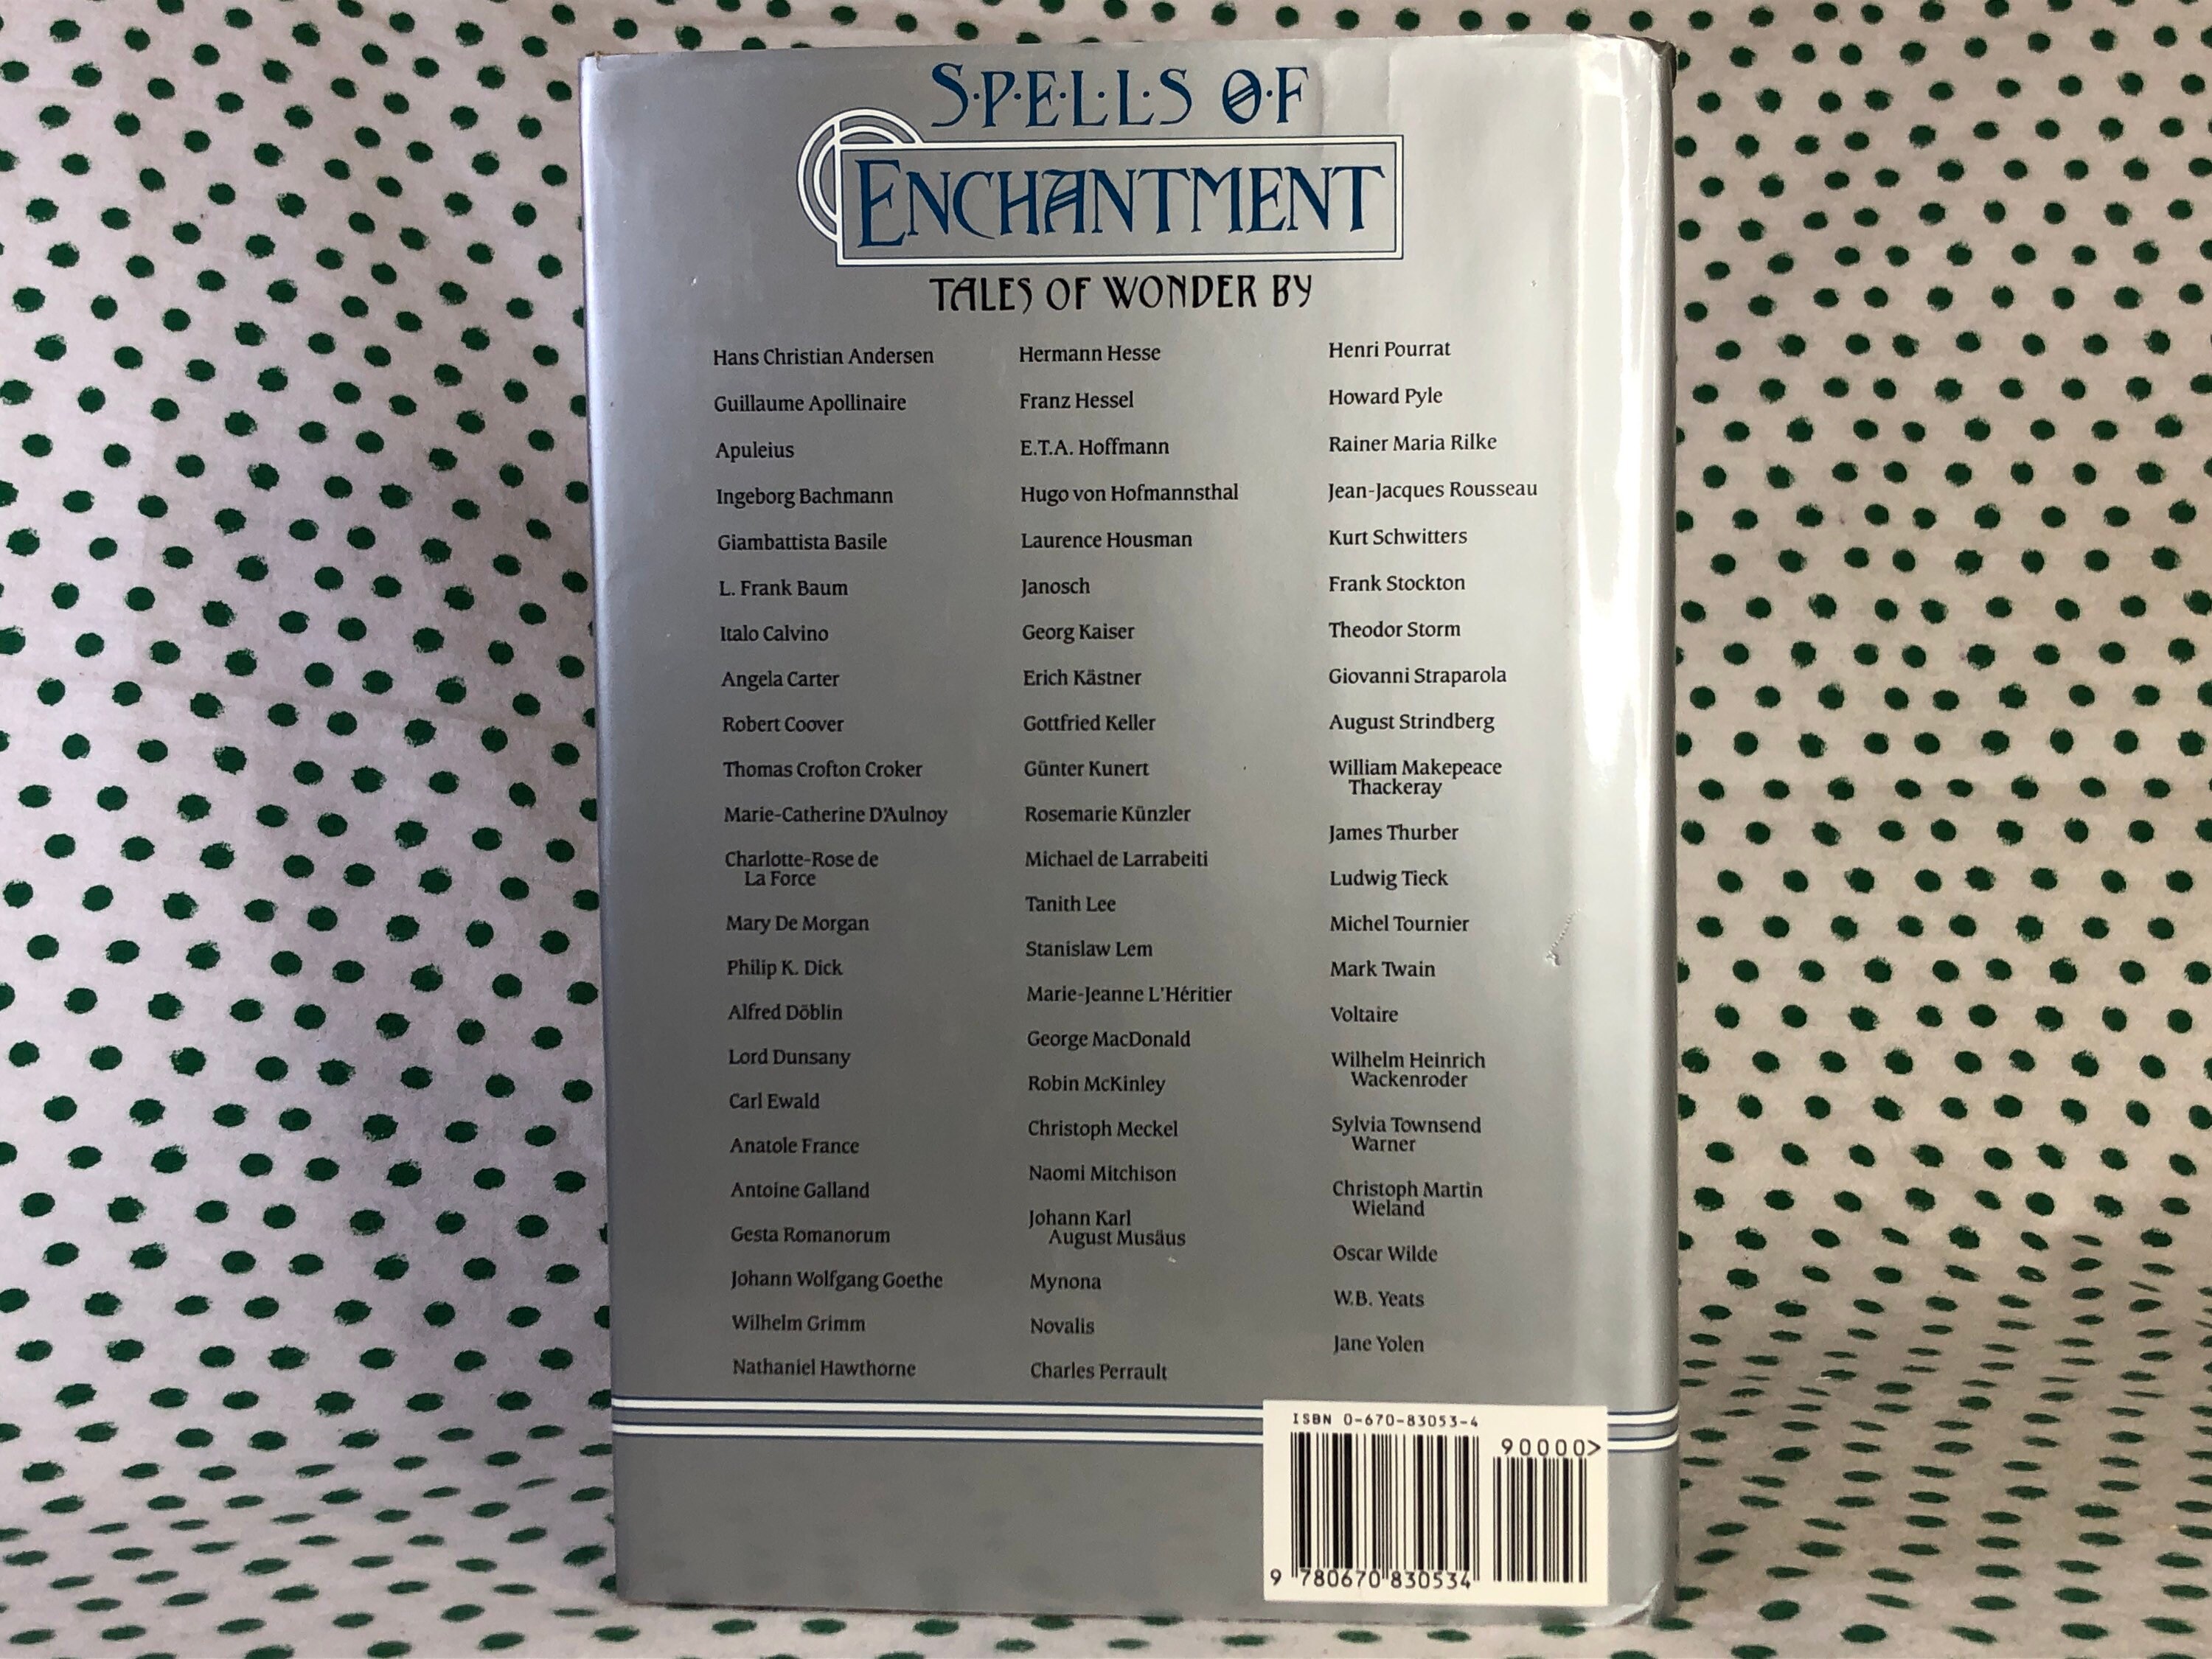 S·P·E·L·L·S O·F
ENCHANTMENT
TALES OF WONDER BY
Hans Christian Andersen
Guillaume Apollinaire
Apuleius
Ingeborg Bachmann
Giambattista Basile
L. Frank Baum
Italo Calvino
Angela Carter
Robert Coover
Thomas Crofton Croker
Marie-Catherine D'Aulnoy
Charlotte-Rose de
La Force
Mary De Morgan
Philip K. Dick
Alfred Döblin
Lord Dunsany
Carl Ewald
Anatole France
Antoine Galland
Gesta Romanorum
Johann Wolfgang Goethe
Wilhelm Grimm
Nathaniel Hawthorne
Hermann Hesse
Franz Hessel
E.T.A. Hoffmann
Hugo von Hofmannsthal
Laurence Housman
Janosch
Georg Kaiser
Erich Kästner
Gottfried Keller
Günter Kunert
Rosemarie Künzler
Michael de Larrabeiti
Tanith Lee
Stanislaw Lem
Marie-Jeanne L'Héritier
George MacDonald
Robin McKinley
Christoph Meckel
Naomi Mitchison
Johann Karl
August Musäus
Mynona
Novalis
Charles Perrault
Henri Pourrat
Howard Pyle
Rainer Maria Rilke
Jean-Jacques Rousseau
Kurt Schwitters
Frank Stockton
Theodor Storm
Giovanni Straparola
August Strindberg
William Makepeace
Thackeray
James Thurber
Ludwig Tieck
Michel Tournier
Mark Twain
Voltaire
Wilhelm Heinrich
Wackenroder
Sylvia Townsend
Warner
Christoph Martin
Wieland
Oscar Wilde
W.B. Yeats
Jane Yolen
ISBN 0-670-83053-4
90000>
9 780670 830534